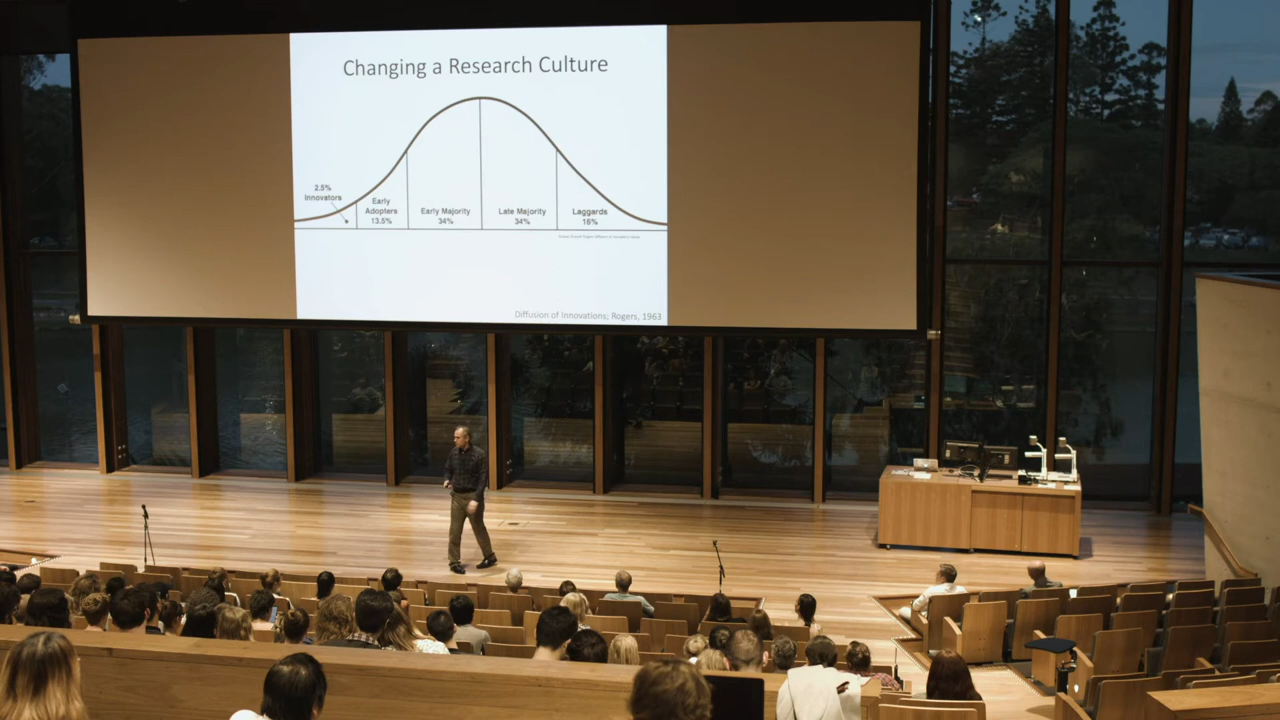 Changing a Research Culture
2.5%
Innovators
Early
Adopters
13.5%
Early Majority
34%
Late Majority
34%
Laggards
16%
Diffusion of Innovations; Rogers, 1963